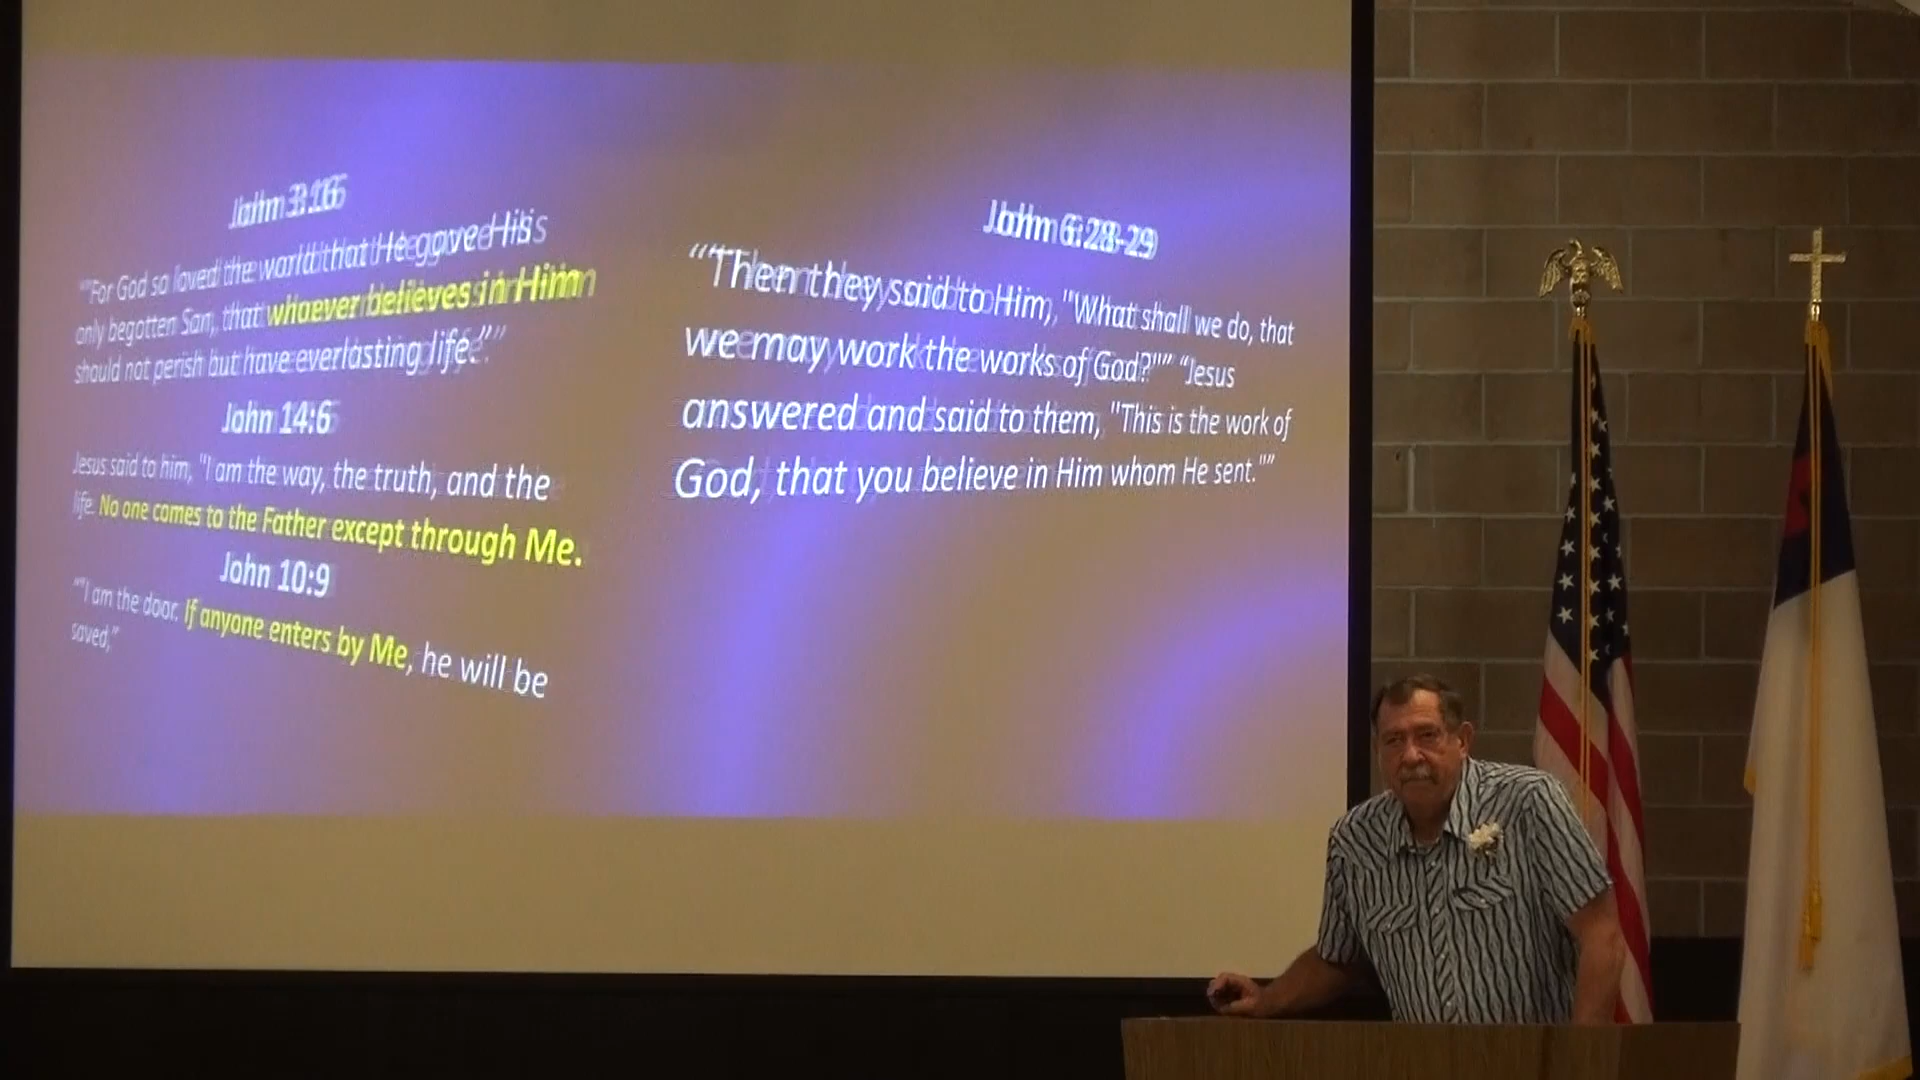 John 3:16
“"For God so loved the world that He gave His
only begotten Son, that whoever believes in Him
should not perish but have everlasting life.”
John 14:6
Jesus said to him, "I am the way, the truth, and the
life. No one comes to the Father except through Me.
John 10:9
“"I am the door. If anyone enters by Me, he will be
saved,”
John 6:28-29
“Then they said to Him, "What shall we do, that
we may work the works of God?"” “Jesus
answered and said to them, "This is the work of
God, that you believe in Him whom He sent."”